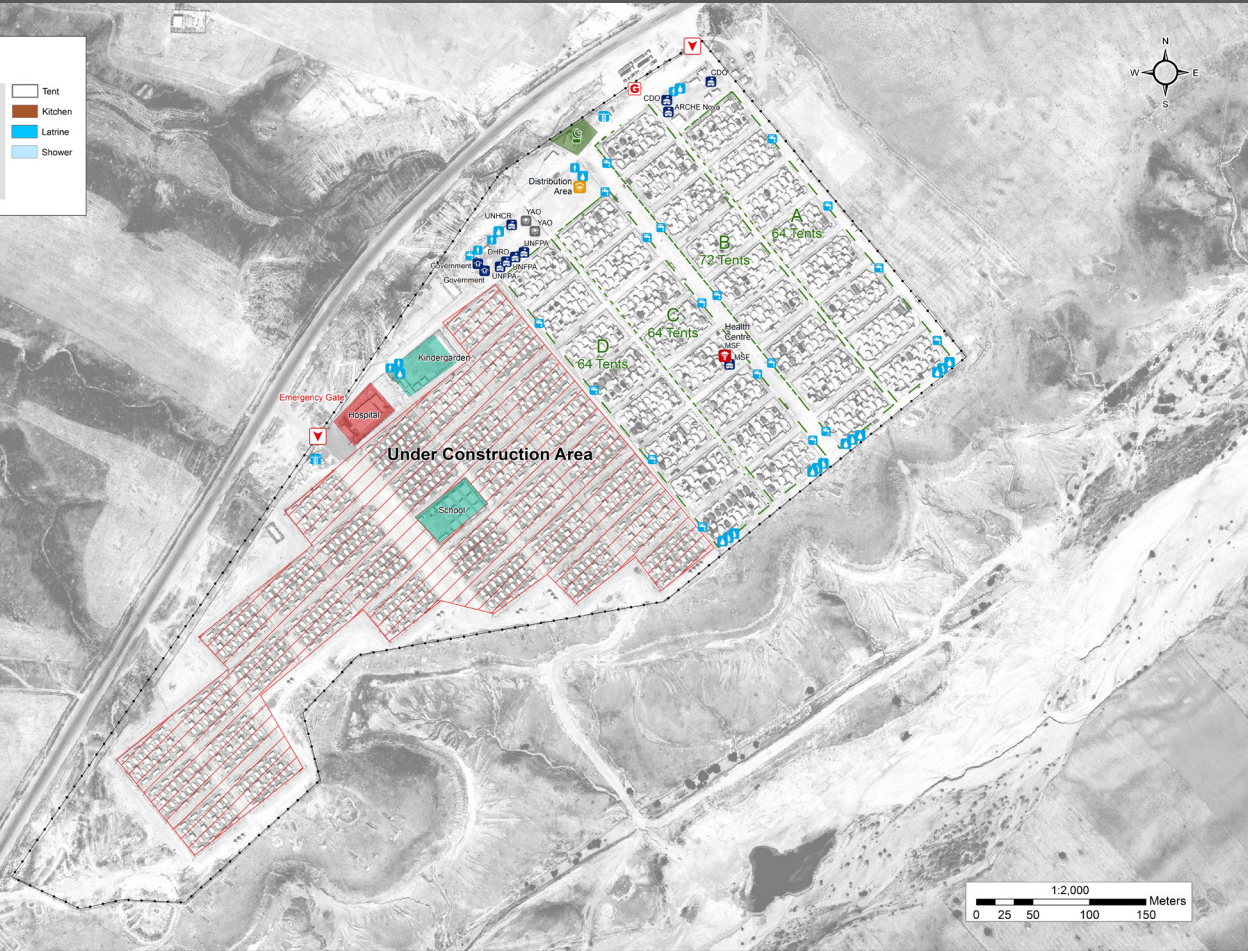 Tent
Kitchen
Latrine
Shower
N
W
E
S
G
CDO
CDO
ARCHE Nova
Distribution
Area
UNHCR
YAO
YAO
UNFPA
DHRD
UNFPA
UNFPA
Government
Government
A
64 Tents
B
72 Tents
C
64 Tents
D
64 Tents
Health
Centre
MSF
MSF
Kindergarden
Emergency Gate
Hospital
Under Construction Area
School
1:2,000
Meters
0 25 50 100 150